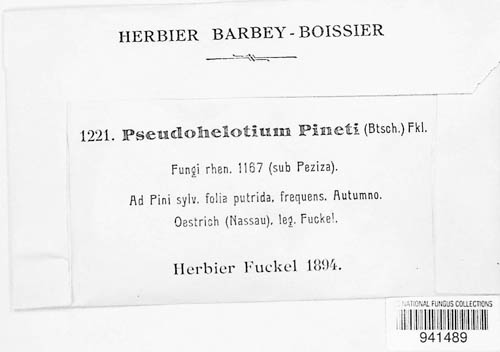 HERBIER BARBEY-BOISSIER
1221. Pseudohelotium Pineti (Btsch.) Fkl.
Fungi rhen. 1167 (sub Peziza).
Ad Pini sylv. folia putrida, frequens. Autumno.
Oestrich (Nassau), leg. Fuckel.
Herbier Fuckel 1894.
NATIONAL FUNGUS COLLECTIONS
941489